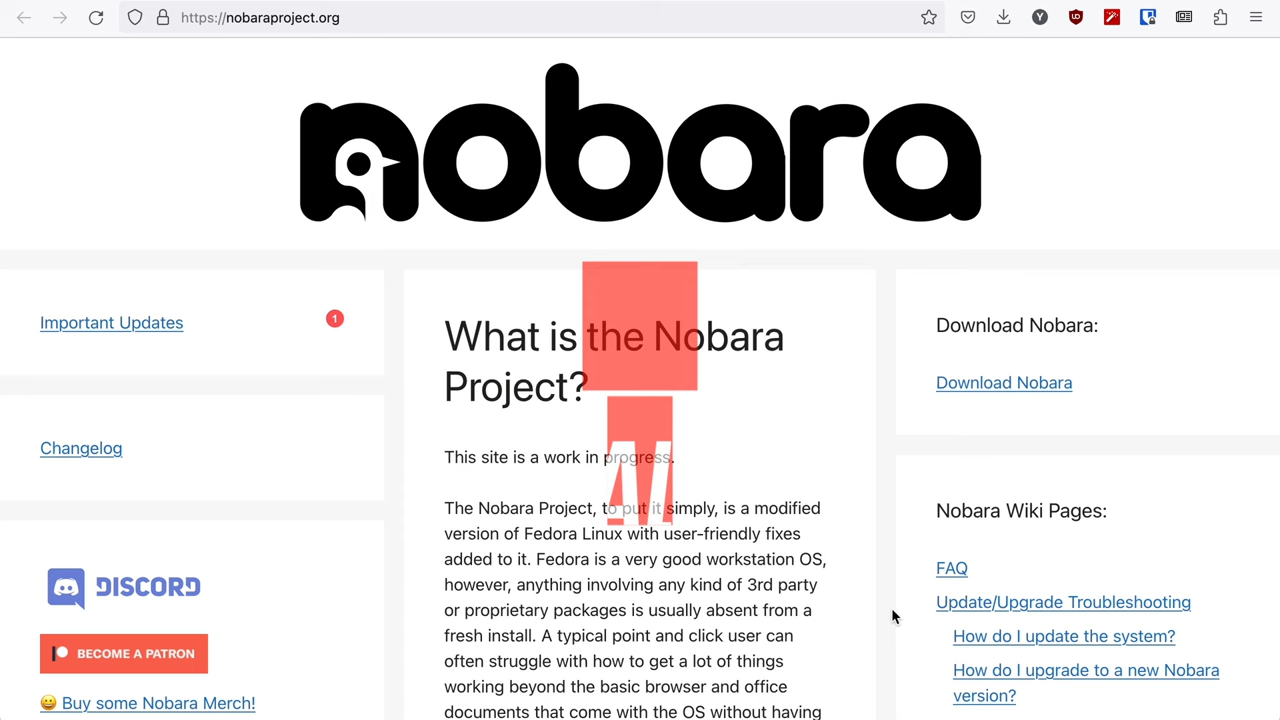 https://nobaraproject.org
nobara
Important Updates
1
Changelog
DISCORD
BECOME A PATRON
😀 Buy some Nobara Merch!
What is the Nobara
Project?
This site is a work in progress.
The Nobara Project, to put it simply, is a modified
version of Fedora Linux with user-friendly fixes
added to it. Fedora is a very good workstation OS,
however, anything involving any kind of 3rd party
or proprietary packages is usually absent from a
fresh install. A typical point and click user can
often struggle with how to get a lot of things
working beyond the basic browser and office
documents that come with the OS without having
Download Nobara:
Download Nobara
Nobara Wiki Pages:
FAQ
Update/Upgrade Troubleshooting
How do I update the system?
How do I upgrade to a new Nobara
version?